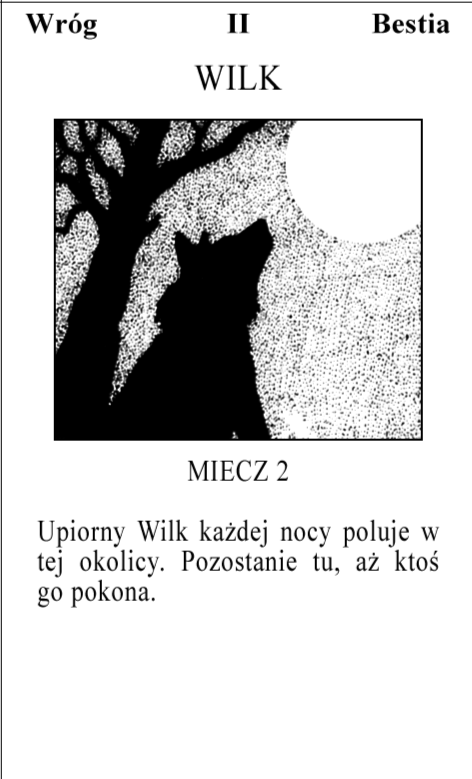 Wróg II Bestia
WILK
MIECZ 2
Upiorny Wilk każdej nocy poluje w
tej okolicy. Pozostanie tu, aż ktoś
go pokona.